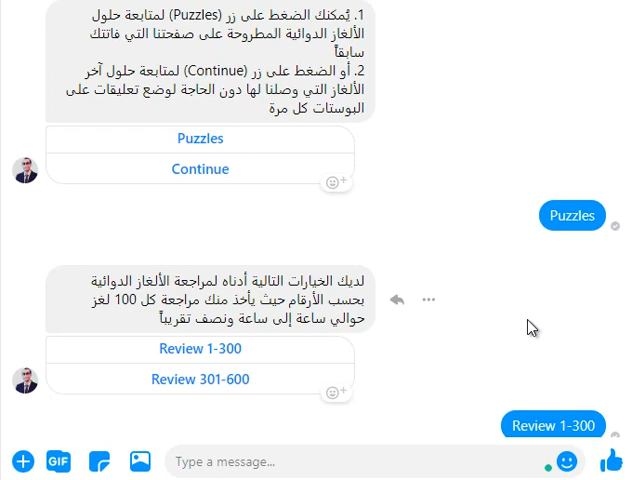 1. يُمكنك الضغط على زر (Puzzles) لمتابعة حلول
الألغاز الدوائية المطروحة على صفحتنا التي فاتتك
سابقاً
2. أو الضغط على زر (Continue) لمتابعة حلول آخر
الألغاز التي وصلنا لها دون الحاجة لوضع تعليقات على
البوستات كل مرة
Puzzles
Continue
Puzzles
لديك الخيارات التالية أدناه لمراجعة الألغاز الدوائية
بحسب الأرقام حيث يأخذ منك مراجعة كل 100 لغز
حوالي ساعة إلى ساعة ونصف تقريباً
Review 1-300
Review 301-600
Review 1-300
GIF
Type a message...